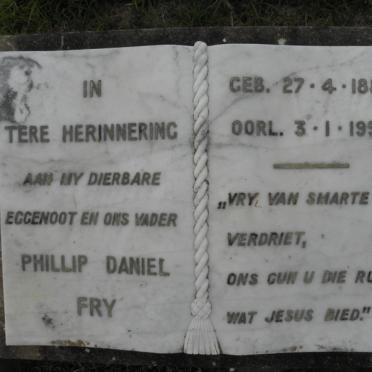 IN
TERE HERINNERING
AAN MY DIERBARE
EGGENOOT EN ONS VADER
PHILLIP DANIEL
FRY
GEB. 27·4·18
OORL. 3·1·19
„VRY VAN SMARTE
VERDRIET,
ONS GUN U DIE RU
WAT JESUS BIED."